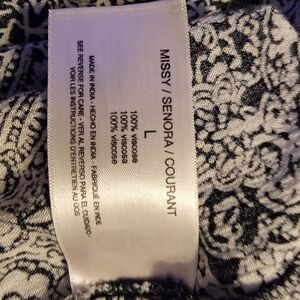 MISSY / SENORA / COURANT
L
100% viscose
100% viscosa
100% viscose
MADE IN INDIA - HECHO EN INDIA - FABRIQUÉ EN INDE
SEE REVERSE FOR CARE - VER AL REVERSO PARA EL CUIDADO
VOIR LES INSTRUCTIONS D'ENTRETIEN AU DOS